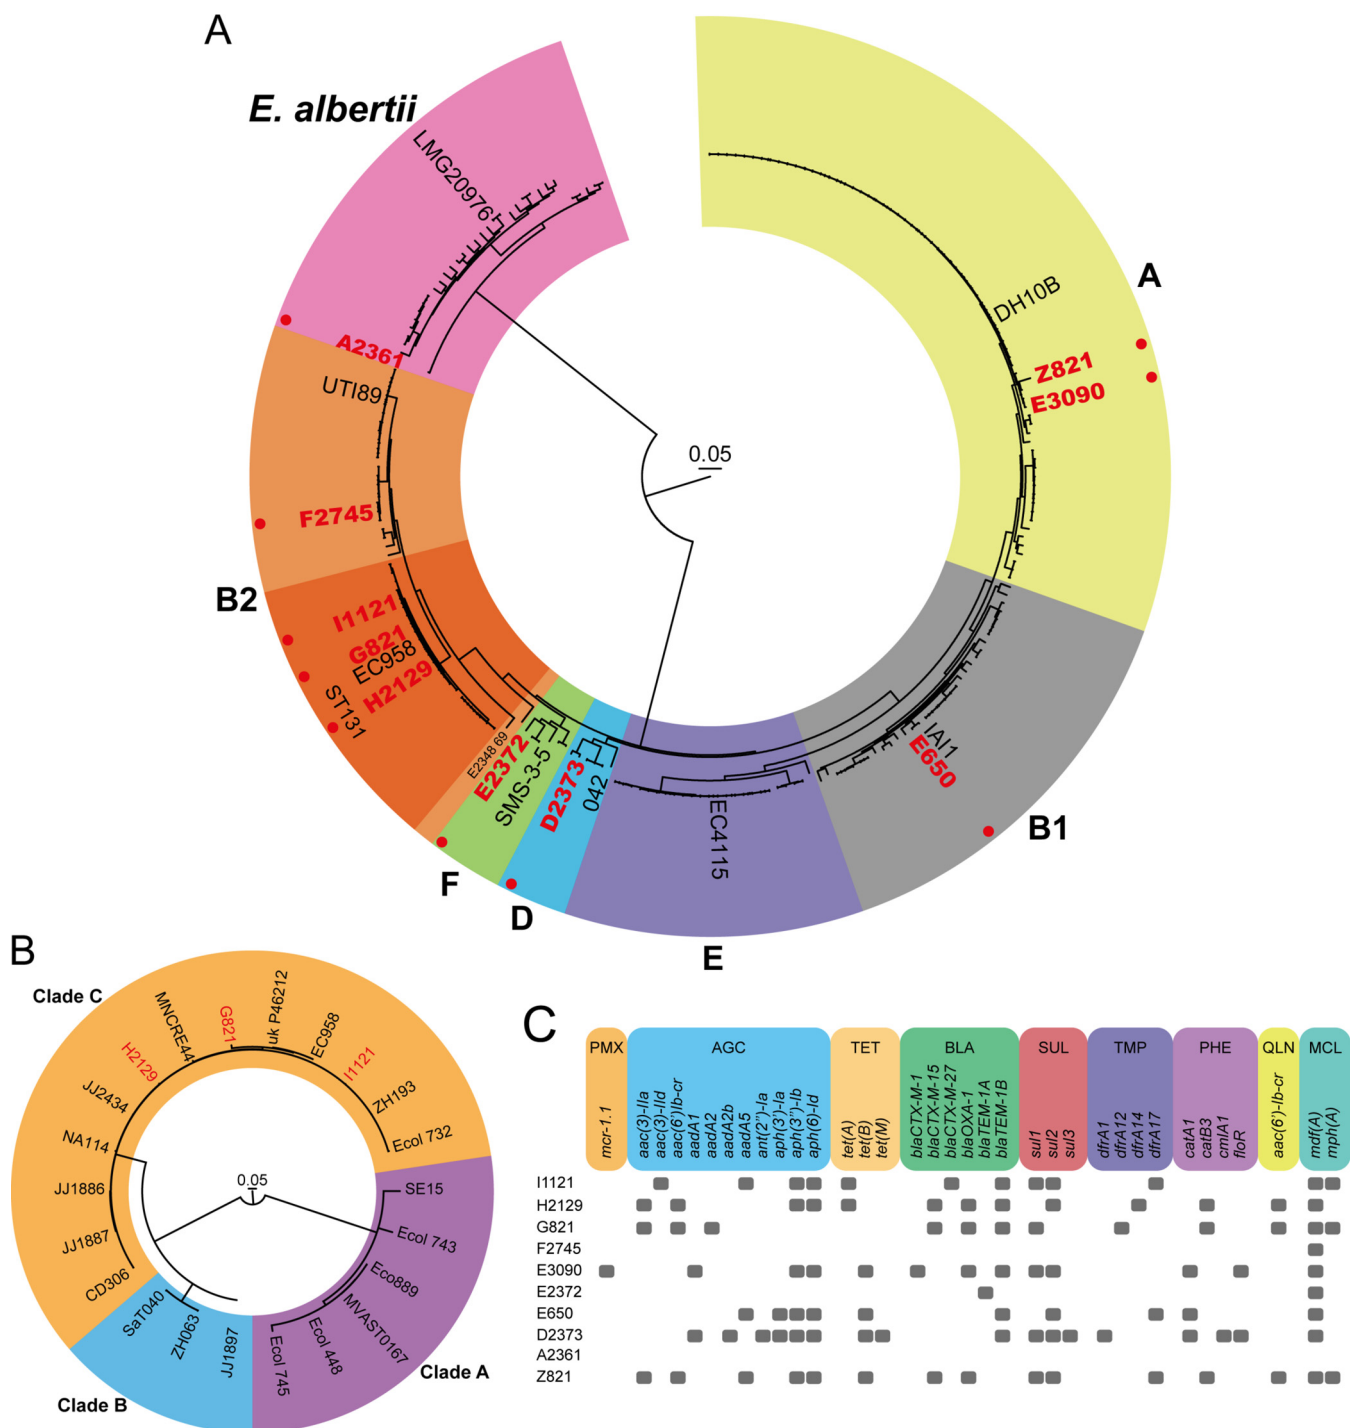 A
E. albertii
LMG20976
A2361
UTI89
F2745
B2
I1121
G821
EC958
H2129
ST131
E2348 69
E2372
SMS-3-5
F
D2373
042
D
EC4115
E
IAI1
E650
B1
DH10B
Z821
E3090
A
0.05
B
Clade C
MNCRE44
G821
uk P46212
EC958
I1121
ZH193
Ecol 732
H2129
JJ2434
NA114
JJ1886
JJ1887
CD306
0.05
SE15
Ecol 743
Eco889
MVAST0167
Ecol 448
Ecol 745
Clade A
SaT040
ZH063
JJ1897
Clade B
C
PMX AGC TET BLA SUL TMP PHE QLN MCL
mcr-1.1
aac(3)-IIa
aac(3)-IId
aac(6')Ib-cr
aadA1
aadA2
aadA2b
aadA5
ant(2'')-Ia
aph(3')-Ia
aph(3'')-Ib
aph(6)-Id
tet(A)
tet(B)
tet(M)
blaCTX-M-1
blaCTX-M-15
blaCTX-M-27
blaOXA-1
blaTEM-1A
blaTEM-1B
sul1
sul2
sul3
dfrA1
dfrA12
dfrA14
dfrA17
catA1
catB3
cmlA1
floR
aac(6')-Ib-cr
mdf(A)
mph(A)
I1121
H2129
G821
F2745
E3090
E2372
E650
D2373
A2361
Z821